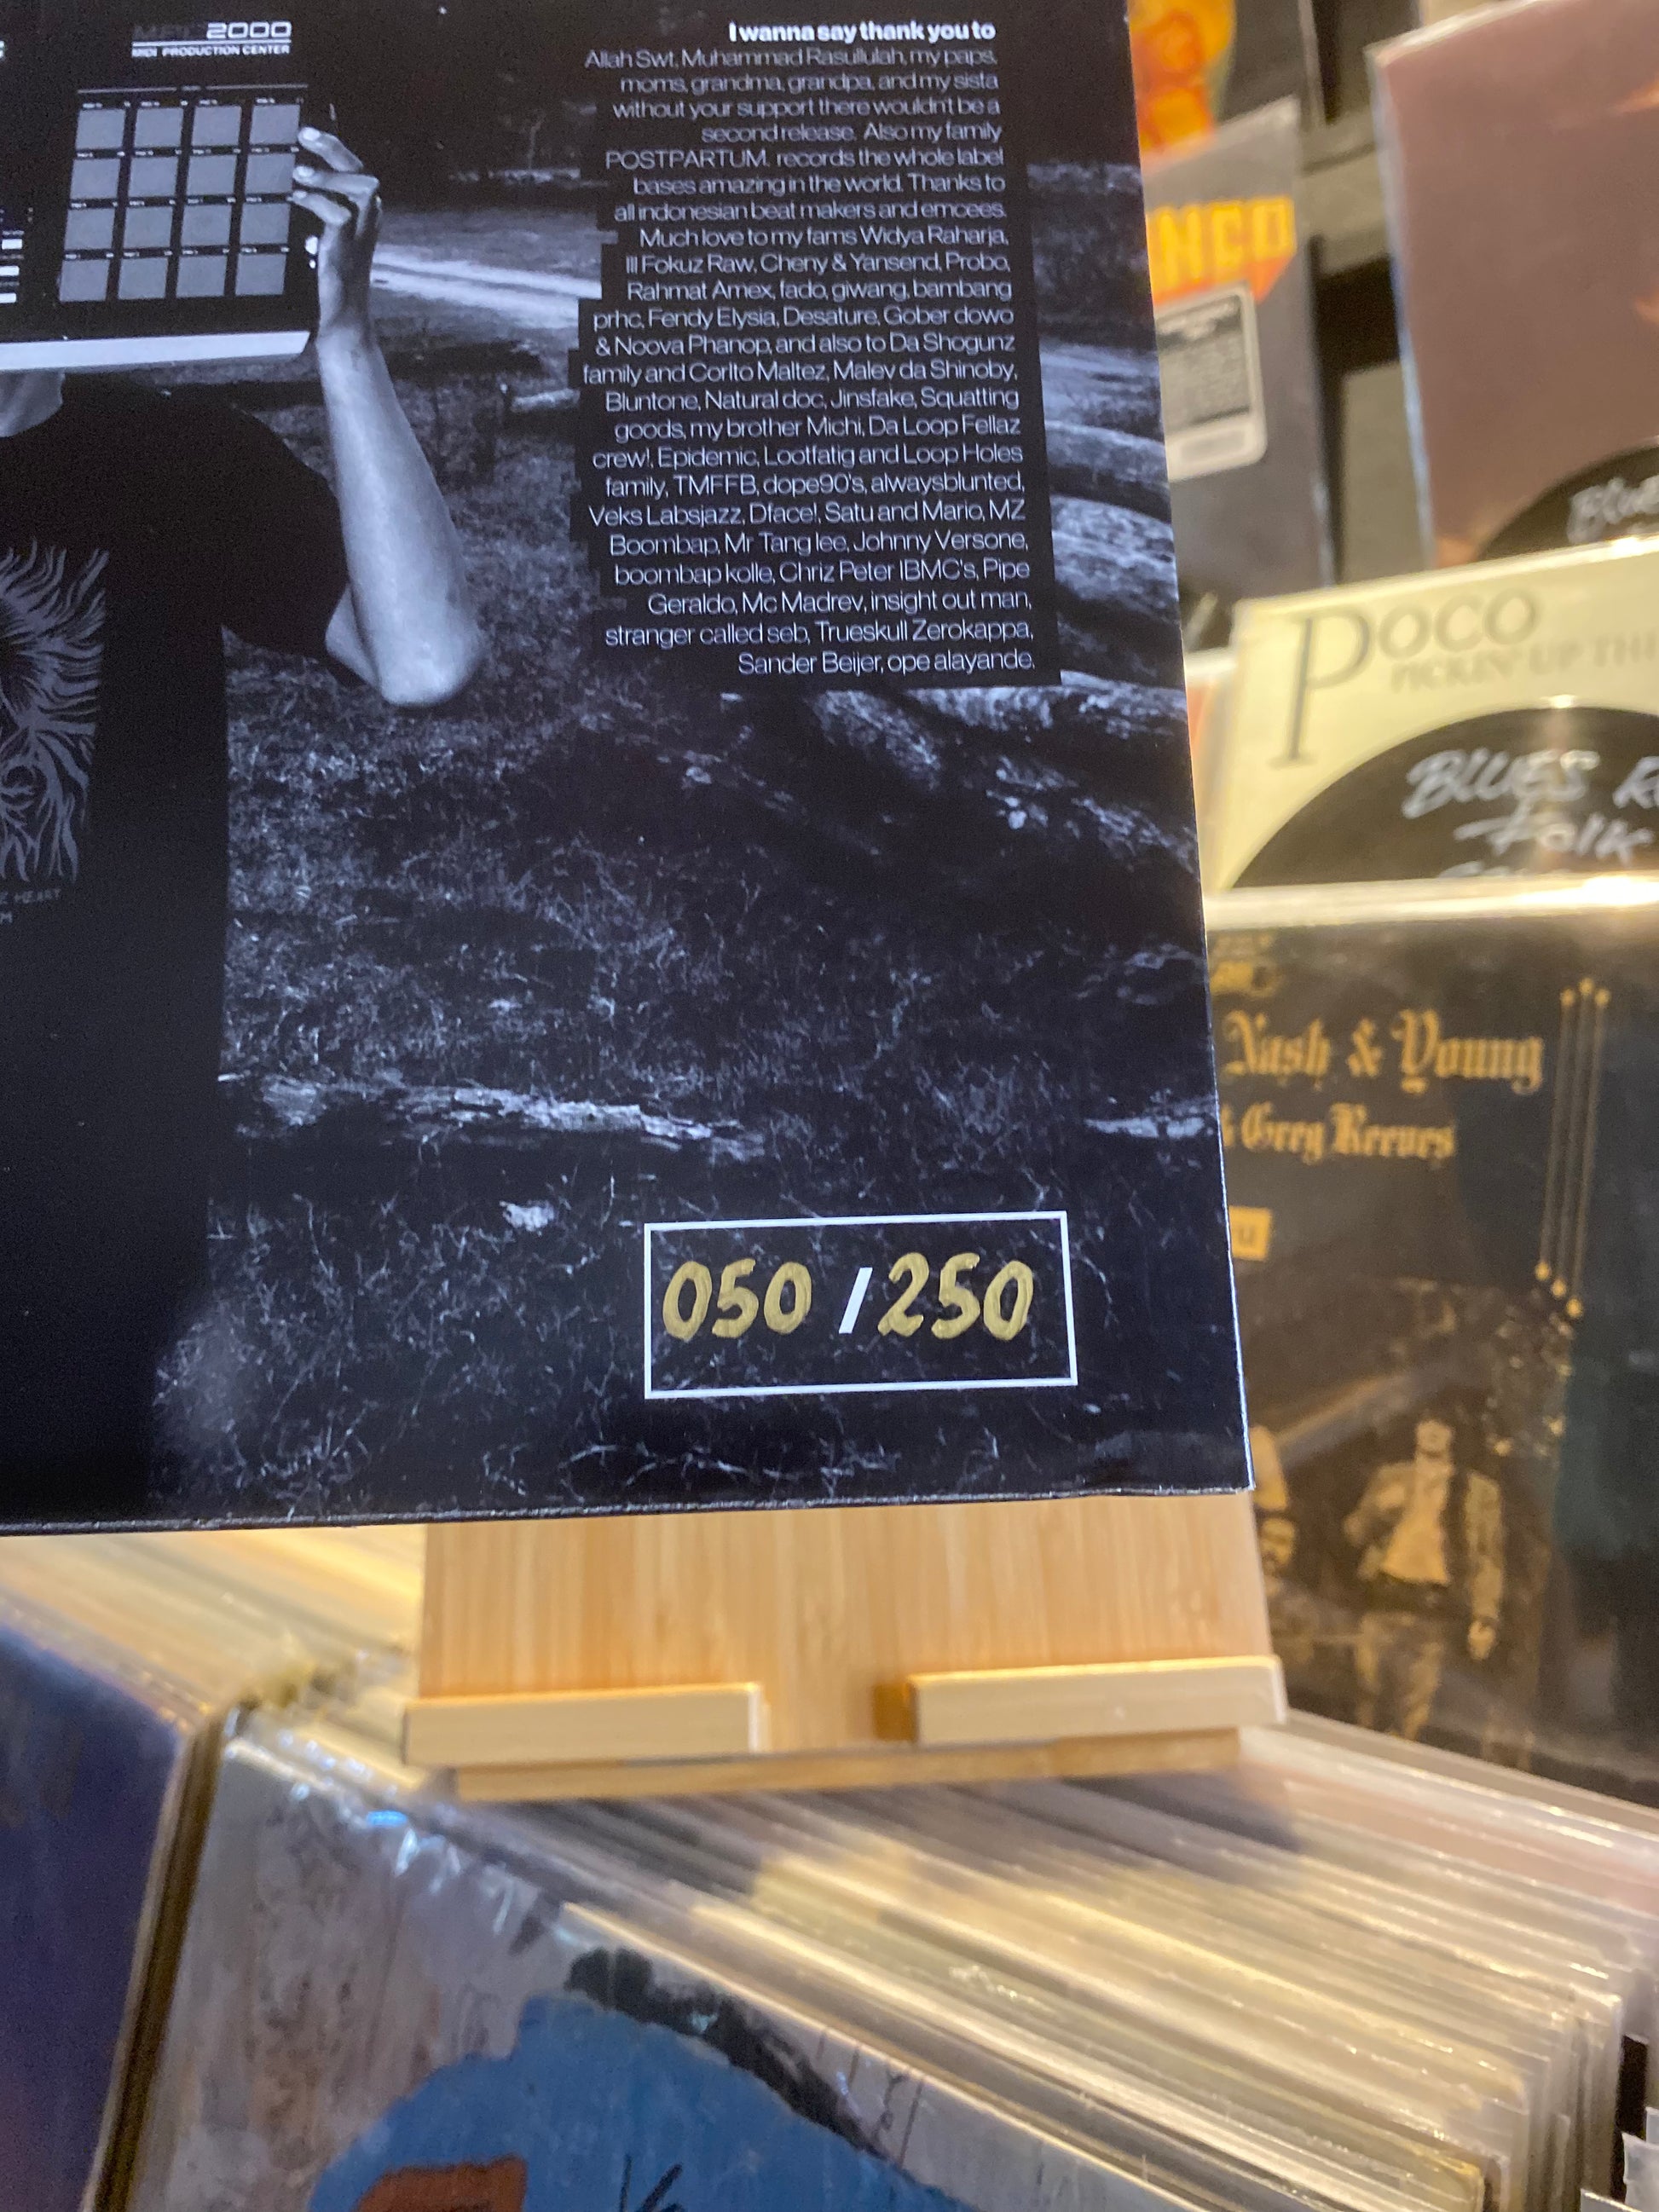 MPC2000
MIDI PRODUCTION CENTER
I wanna say thank you to
Allah Swt, Muhammad Rasullulah, my paps,
moms, grandma, grandpa, and my sista
without your support there wouldn't be a
second release. Also my family
POSTPARTUM. records the whole label
bases amazing in the world. Thanks to
all indonesian beat makers and emcees.
Much love to my fams Widya Raharja,
Ill Fokuz Raw, Cheny & Yansend, Probo,
Rahmat Amex, fado, giwang, bambang
prhc, Fendy Elysia, Desature, Gober dowo
& Noova Phanop, and also to Da Shogunz
family and Corlto Maltez, Malev da Shinoby,
Bluntone, Natural doc, Jinsfake, Squatting
goods, my brother Michi, Da Loop Fellaz
crew!, Epidemic, Lootfatig and Loop Holes
family, TMFFB, dope90's, alwaysblunted,
Veks Labsjazz, Dface!, Satu and Mario, MZ
Boombap, Mr Tang lee, Johnny Versone,
boombap kolle, Chriz Peter IBMC's, Pipe
Geraldo, Mc Madrev, insight out man,
stranger called seb, Trueskull Zerokappa,
Sander Beijer, ope alayande.
HEART
050 / 250
POCO
PICKIN' UP THE
BLUES
Folk
Nash & Young
Greg Reeves